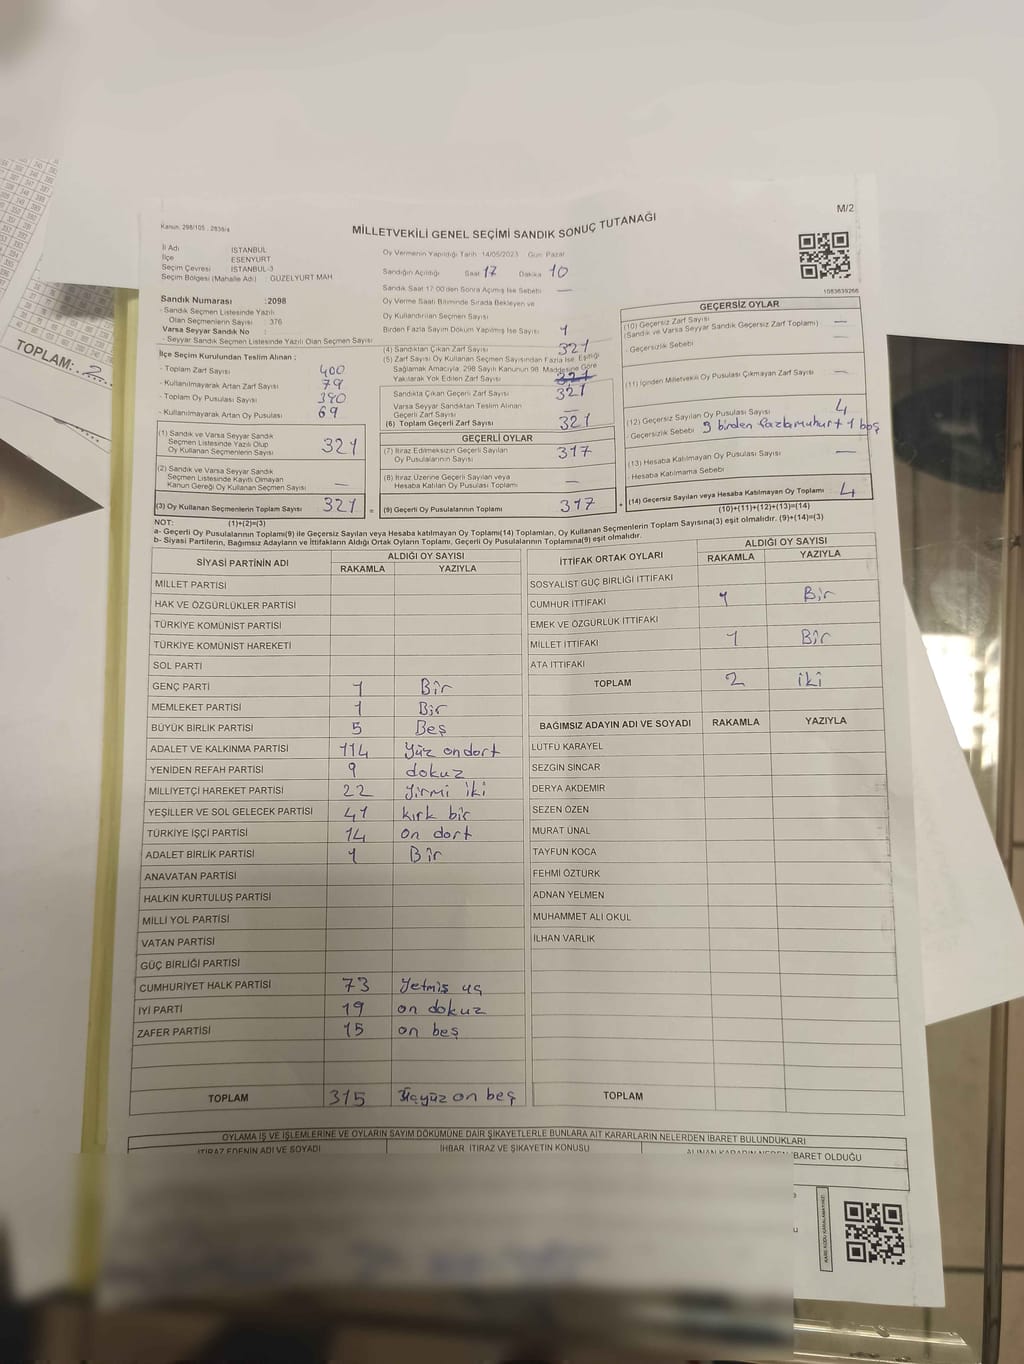 M/2
Kanun: 298/105, 2839/4
MİLLETVEKİLİ GENEL SEÇİMİ SANDIK SONUÇ TUTANAĞI
İl Adı İSTANBUL
İlçe ESENYURT
Seçim Çevresi İSTANBUL-3
Seçim Bölgesi (Mahalle Adı) : GÜZELYURT MAH.
Oy Vermenin Yapıldığı Tarih 14/05/2023 Gün: Pazar
Sandığın Açıldığı Saat 17 Dakika 10
Sandık Saat 17:00'den Sonra Açılmış İse Sebebi —
Oy Verme Saati Bitiminde Sırada Bekleyen ve
Oy Kullandırılan Seçmen Sayısı
Birden Fazla Sayım Döküm Yapılmış İse Sayısı 1
Sandık Numarası :2098
- Sandık Seçmen Listesinde Yazılı
Olan Seçmenlerin Sayısı : 376
Varsa Seyyar Sandık No :
- Seyyar Sandık Seçmen Listesinde Yazılı Olan Seçmen Sayısı
İlçe Seçim Kurulundan Teslim Alınan ;
- Toplam Zarf Sayısı 400
- Kullanılmayarak Artan Zarf Sayısı 79
- Toplam Oy Pusulası Sayısı 390
- Kullanılmayarak Artan Oy Pusulası 69
(1) Sandık ve Varsa Seyyar Sandık
Seçmen Listesinde Yazılı Olup
Oy Kullanan Seçmenlerin Sayısı 321
(2) Sandık ve Varsa Seyyar Sandık
Seçmen Listesinde Kayıtlı Olmayan
Kanun Gereği Oy Kullanan Seçmen Sayısı —
(3) Oy Kullanan Seçmenlerin Toplam Sayısı 321 =
(4) Sandıktan Çıkan Zarf Sayısı 321
(5) Zarf Sayısı Oy Kullanan Seçmen Sayısından Fazla İse, Eşitliği
Sağlamak Amacıyla, 298 Sayılı Kanunun 98. Maddesine Göre
Yakılarak Yok Edilen Zarf Sayısı 321
Sandıkta Çıkan Geçerli Zarf Sayısı 321
Varsa Seyyar Sandıktan Teslim Alınan
Geçerli Zarf Sayısı —
(6) Toplam Geçerli Zarf Sayısı 321
GEÇERLİ OYLAR
(7) İtiraz Edilmeksizin Geçerli Sayılan
Oy Pusulalarının Sayısı 317
(8) İtiraz Üzerine Geçerli Sayılan veya
Hesaba Katılan Oy Pusulası Toplamı —
(9) Geçerli Oy Pusulalarının Toplamı 317 +
1083639266
GEÇERSİZ OYLAR
(10) Geçersiz Zarf Sayısı
(Sandık ve Varsa Seyyar Sandık Geçersiz Zarf Toplamı) —
- Geçersizlik Sebebi —
(11) İçinden Milletvekili Oy Pusulası Çıkmayan Zarf Sayısı —
(12) Geçersiz Sayılan Oy Pusulası Sayısı 4
- Geçersizlik Sebebi 3 birden fazla muhurt 1 boş
(13) Hesaba Katılmayan Oy Pusulası Sayısı —
- Hesaba Katılmama Sebebi
(14) Geçersiz Sayılan veya Hesaba Katılmayan Oy Toplamı 4
(10)+(11)+(12)+(13)=(14)
NOT: (1)+(2)=(3)
a- Geçerli Oy Pusulalarının Toplamı(9) ile Geçersiz Sayılan veya Hesaba katılmayan Oy Toplamı(14) Toplamları, Oy Kullanan Seçmenlerin Toplam Sayısına(3) eşit olmalıdır. (9)+(14)=(3)
b- Siyasi Partilerin, Bağımsız Adayların ve İttifakların Aldığı Ortak Oyların Toplamı, Geçerli Oy Pusulalarının Toplamına(9) eşit olmalıdır.
SİYASİ PARTİNİN ADI ALDIĞI OY SAYISI
RAKAMLA YAZIYLA
MİLLET PARTİSİ
HAK VE ÖZGÜRLÜKLER PARTİSİ
TÜRKİYE KOMÜNİST PARTİSİ
TÜRKİYE KOMÜNİST HAREKETİ
SOL PARTİ
GENÇ PARTİ 1 Bir
MEMLEKET PARTİSİ 1 Bir
BÜYÜK BİRLİK PARTİSİ 5 Beş
ADALET VE KALKINMA PARTİSİ 114 Yüz ondort
YENİDEN REFAH PARTİSİ 9 dokuz
MİLLİYETÇİ HAREKET PARTİSİ 22 Yirmi iki
YEŞİLLER VE SOL GELECEK PARTİSİ 41 kırk bir
TÜRKİYE İŞÇİ PARTİSİ 14 on dort
ADALET BİRLİK PARTİSİ 1 Bir
ANAVATAN PARTİSİ
HALKIN KURTULUŞ PARTİSİ
MİLLİ YOL PARTİSİ
VATAN PARTİSİ
GÜÇ BİRLİĞİ PARTİSİ
CUMHURİYET HALK PARTİSİ 73 Yetmiş uç
İYİ PARTİ 19 on dokuz
ZAFER PARTİSİ 15 on beş
TOPLAM 315 Üçyüz on beş
İTTİFAK ORTAK OYLARI ALDIĞI OY SAYISI
RAKAMLA YAZIYLA
SOSYALİST GÜÇ BİRLİĞİ İTTİFAKI
CUMHUR İTTİFAKI 1 Bir
EMEK VE ÖZGÜRLÜK İTTİFAKI
MİLLET İTTİFAKI 1 Bir
ATA İTTİFAKI
TOPLAM 2 iki
BAĞIMSIZ ADAYIN ADI VE SOYADI RAKAMLA YAZIYLA
LÜTFÜ KARAYEL
SEZGİN SİNCAR
DERYA AKDEMİR
SEZEN ÖZEN
MURAT ÜNAL
TAYFUN KOCA
FEHMİ ÖZTÜRK
ADNAN YELMEN
MUHAMMET ALİ OKUL
İLHAN VARLIK
TOPLAM
OYLAMA İŞ VE İŞLEMLERİNE VE OYLARIN SAYIM DÖKÜMÜNE DAİR ŞİKAYETLERLE BUNLARA AİT KARARLARIN NELERDEN İBARET BULUNDUKLARI
İTİRAZ EDENİN ADI VE SOYADI İHBAR İTİRAZ VE ŞİKAYETİN KONUSU ALINAN KARARIN NEDEN İBARET OLDUĞU
TOPLAM: 2